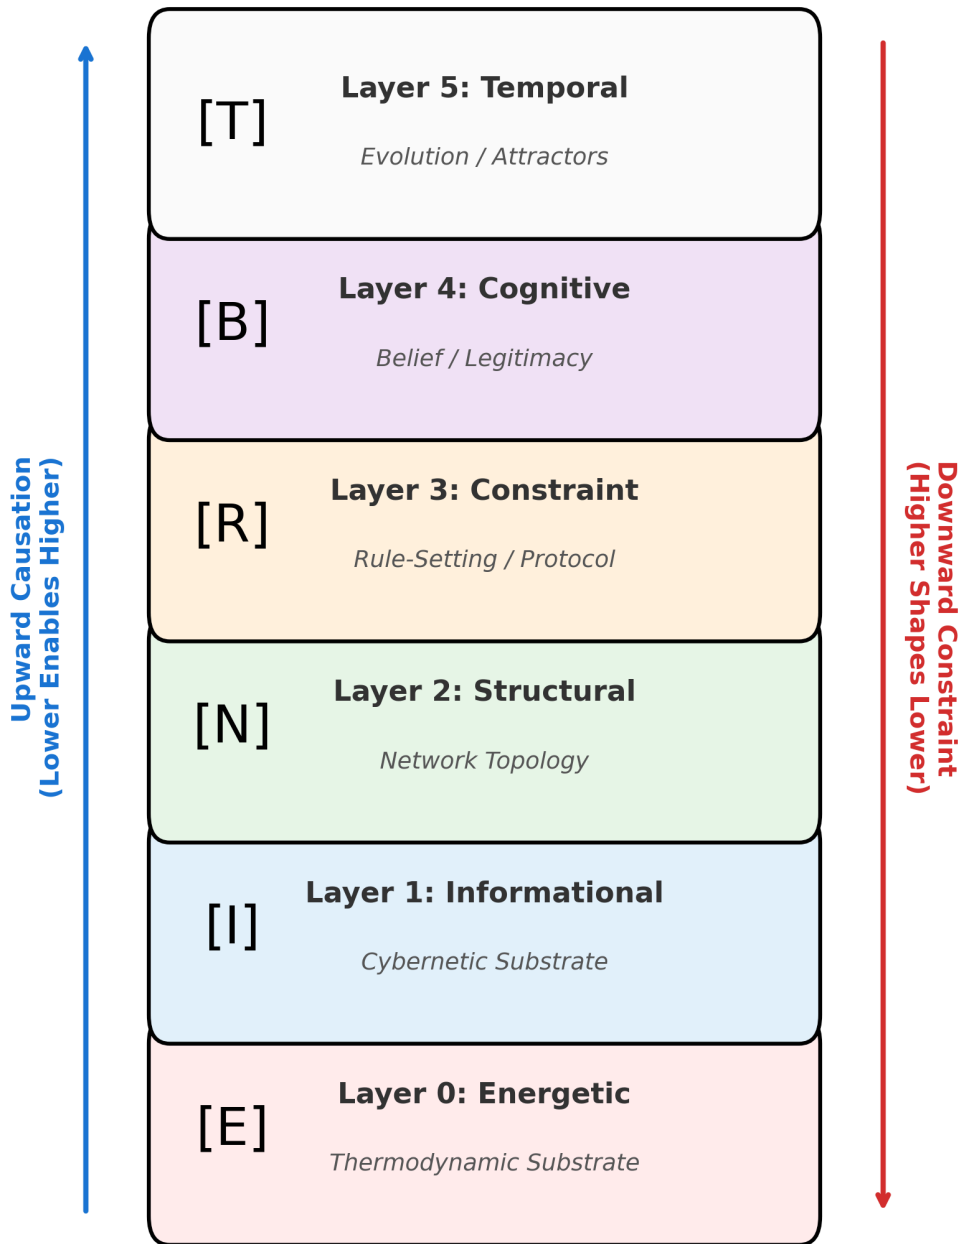 [T]
Layer 5: Temporal
Evolution / Attractors
[B]
Layer 4: Cognitive
Belief / Legitimacy
[R]
Layer 3: Constraint
Rule-Setting / Protocol
[N]
Layer 2: Structural
Network Topology
[I]
Layer 1: Informational
Cybernetic Substrate
[E]
Layer 0: Energetic
Thermodynamic Substrate
Upward Causation
(Lower Enables Higher)
Downward Constraint
(Higher Shapes Lower)